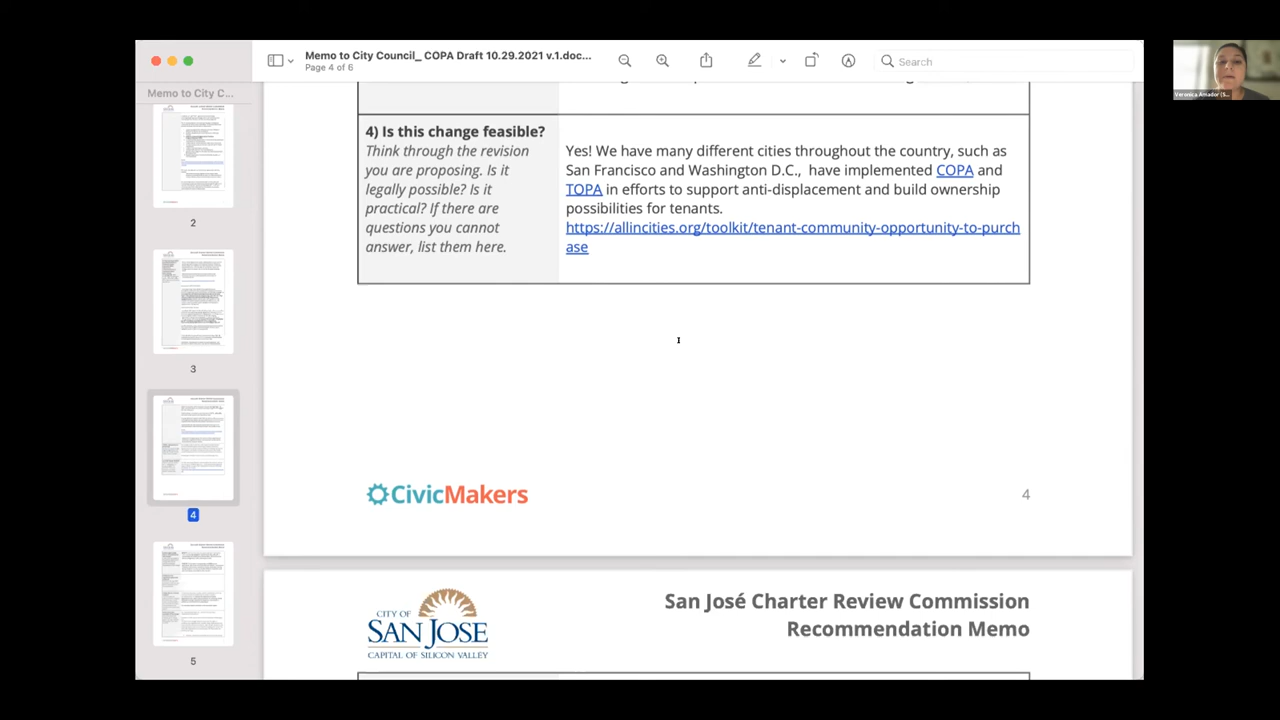 Memo to City Council_ COPA Draft 10.29.2021 v.1.doc...
Page 4 of 6
Search
Memo to City C...
2
3
4
5
4) Is this change feasible?
Think through the revision
you are proposing. Is it
legally possible? Is it
practical? If there are
questions you cannot
answer, list them here.
Yes! We have many different cities throughout the country, such as
San Francisco and Washington D.C.,  have implemented COPA and
TOPA in efforts to support anti-displacement and build ownership
possibilities for tenants.
https://allincities.org/toolkit/tenant-community-opportunity-to-purch
ase
CivicMakers
4
CITY OF
SAN JOSE
CAPITAL OF SILICON VALLEY
San José Charter Review Commission
Recommendation Memo
Veronica Amador (S...